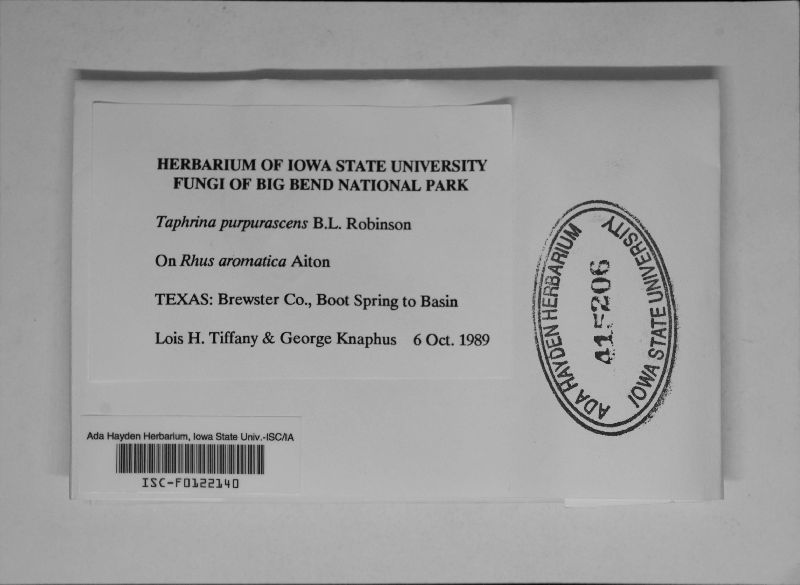 HERBARIUM OF IOWA STATE UNIVERSITY
FUNGI OF BIG BEND NATIONAL PARK
Taphrina purpurascens B.L. Robinson
On Rhus aromatica Aiton
TEXAS: Brewster Co., Boot Spring to Basin
Lois H. Tiffany & George Knaphus 6 Oct. 1989
ADA HAYDEN HERBARIUM
415206
IOWA STATE UNIVERSITY
Ada Hayden Herbarium, Iowa State Univ.-ISC/IA
ISC-F0122140